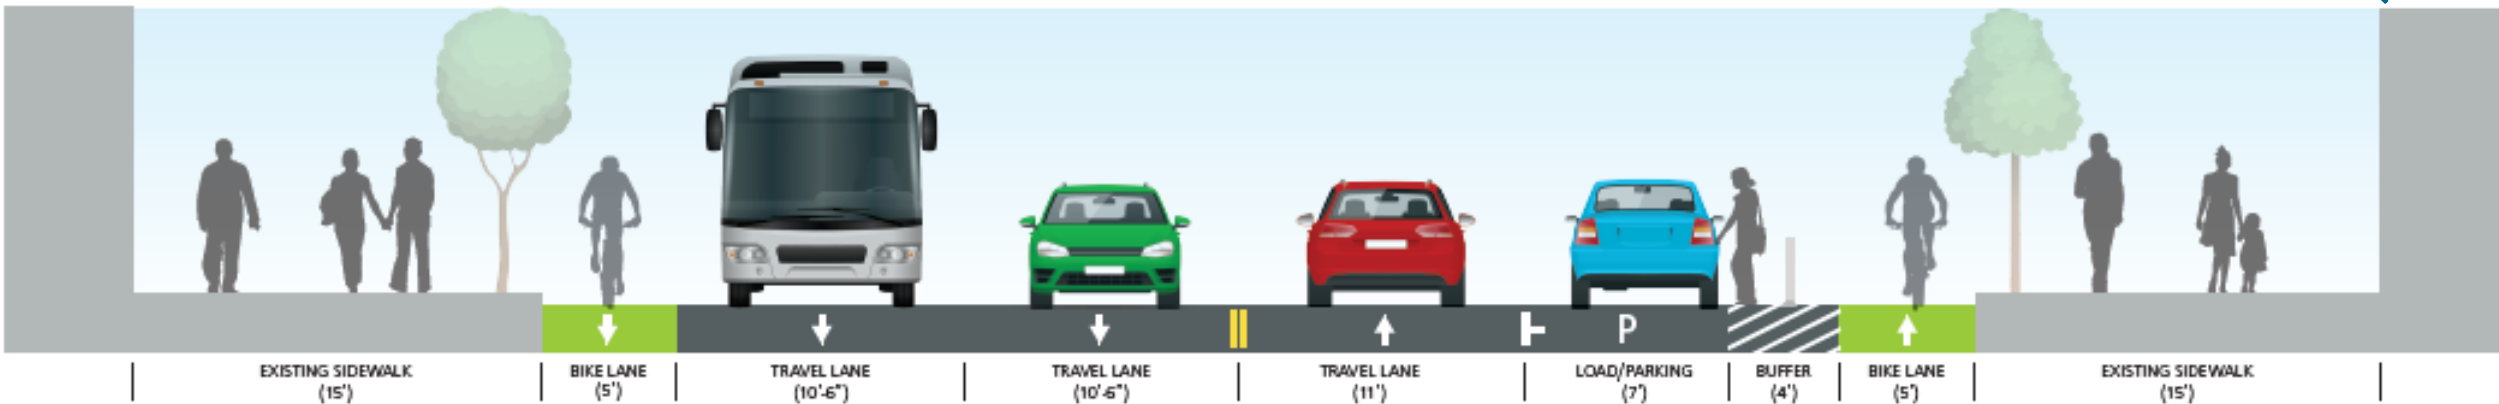 P
EXISTING SIDEWALK
(15')
BIKE LANE
(5')
TRAVEL LANE
(10'-6")
TRAVEL LANE
(10'-6")
TRAVEL LANE
(11')
LOAD/PARKING
(7')
BUFFER
(4')
BIKE LANE
(5')
EXISTING SIDEWALK
(15')